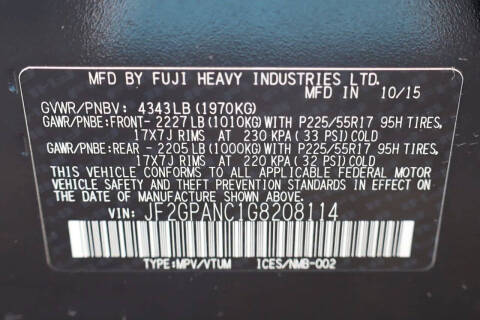 MFD BY FUJI HEAVY INDUSTRIES LTD.
MFD IN 10/15
GVWR/PNBV: 4343LB (1970KG)
GAWR/PNBE:FRONT- 2227LB (1010KG) WITH P225/55R17 95H TIRES,
17X7J RIMS AT 230 KPA (33 PSI)COLD
GAWR/PNBE:REAR - 2205LB (1000KG) WITH P225/55R17 95H TIRES,
17X7J RIMS AT 220 KPA (32 PSI)COLD
THIS VEHICLE CONFORMS TO ALL APPLICABLE FEDERAL MOTOR
VEHICLE SAFETY AND THEFT PREVENTION STANDARDS IN EFFECT
ON THE DATE OF MANUFACTURE SHOWN ABOVE.
VIN: JF2GPANC1G8208114
TYPE:MPV/VTUM ICES/NMB-002